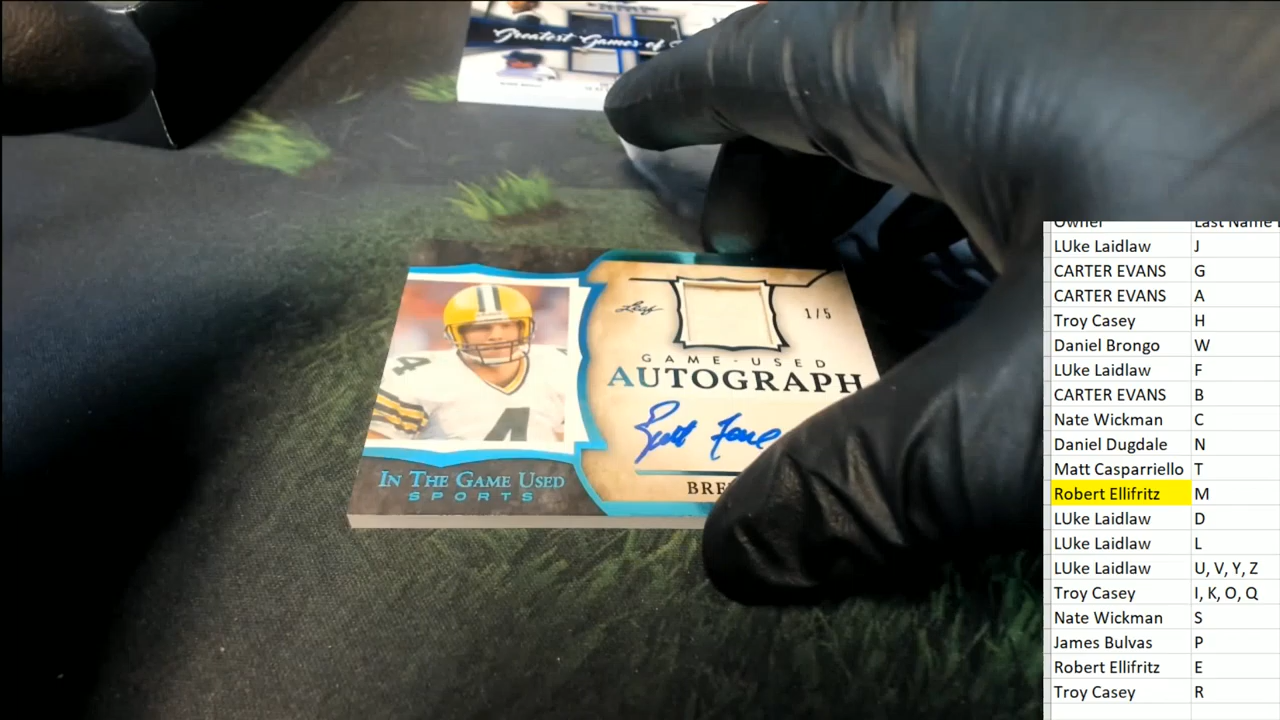 Greatest Games of
Leaf
1/5
GAME-USED
AUTOGRAPH
4
4
IN THE GAME USED
SPORTS
BRE
Owner Last Name
LUke Laidlaw J
CARTER EVANS G
CARTER EVANS A
Troy Casey H
Daniel Brongo W
LUke Laidlaw F
CARTER EVANS B
Nate Wickman C
Daniel Dugdale N
Matt Casparriello T
Robert Ellifritz M
LUke Laidlaw D
LUke Laidlaw L
LUke Laidlaw U, V, Y, Z
Troy Casey I, K, O, Q
Nate Wickman S
James Bulvas P
Robert Ellifritz E
Troy Casey R